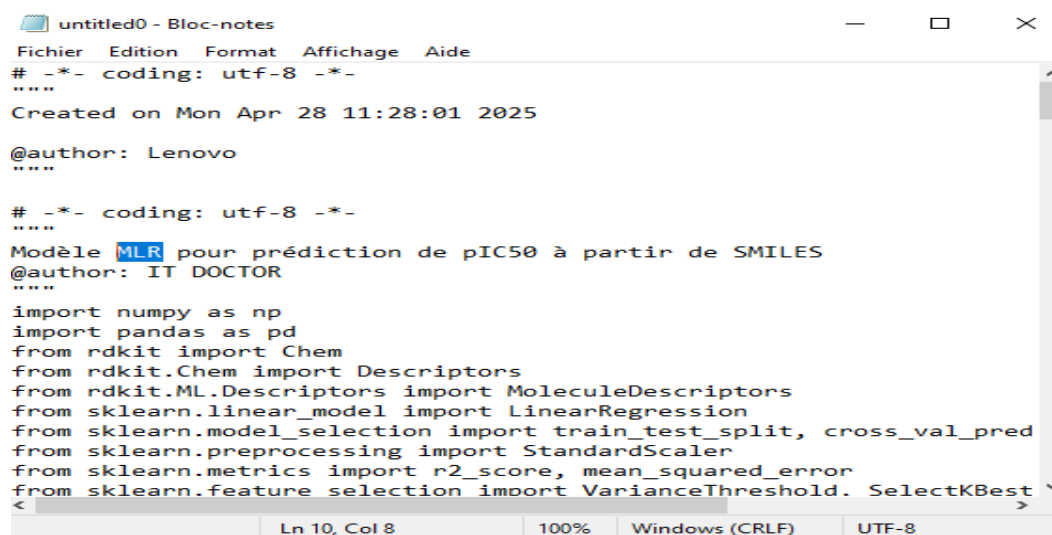 untitled0 - Bloc-notes
Fichier Edition Format Affichage Aide
# -*- coding: utf-8 -*-
"""
Created on Mon Apr 28 11:28:01 2025
@author: Lenovo
"""
# -*- coding: utf-8 -*-
"""
Modèle MLR pour prédiction de pIC50 à partir de SMILES
@author: IT DOCTOR
"""
import numpy as np
import pandas as pd
from rdkit import Chem
from rdkit.Chem import Descriptors
from rdkit.ML.Descriptors import MoleculeDescriptors
from sklearn.linear_model import LinearRegression
from sklearn.model_selection import train_test_split, cross_val_pred
from sklearn.preprocessing import StandardScaler
from sklearn.metrics import r2_score, mean_squared_error
from sklearn.feature_selection import VarianceThreshold, SelectKBest
Ln 10, Col 8 100% Windows (CRLF) UTF-8